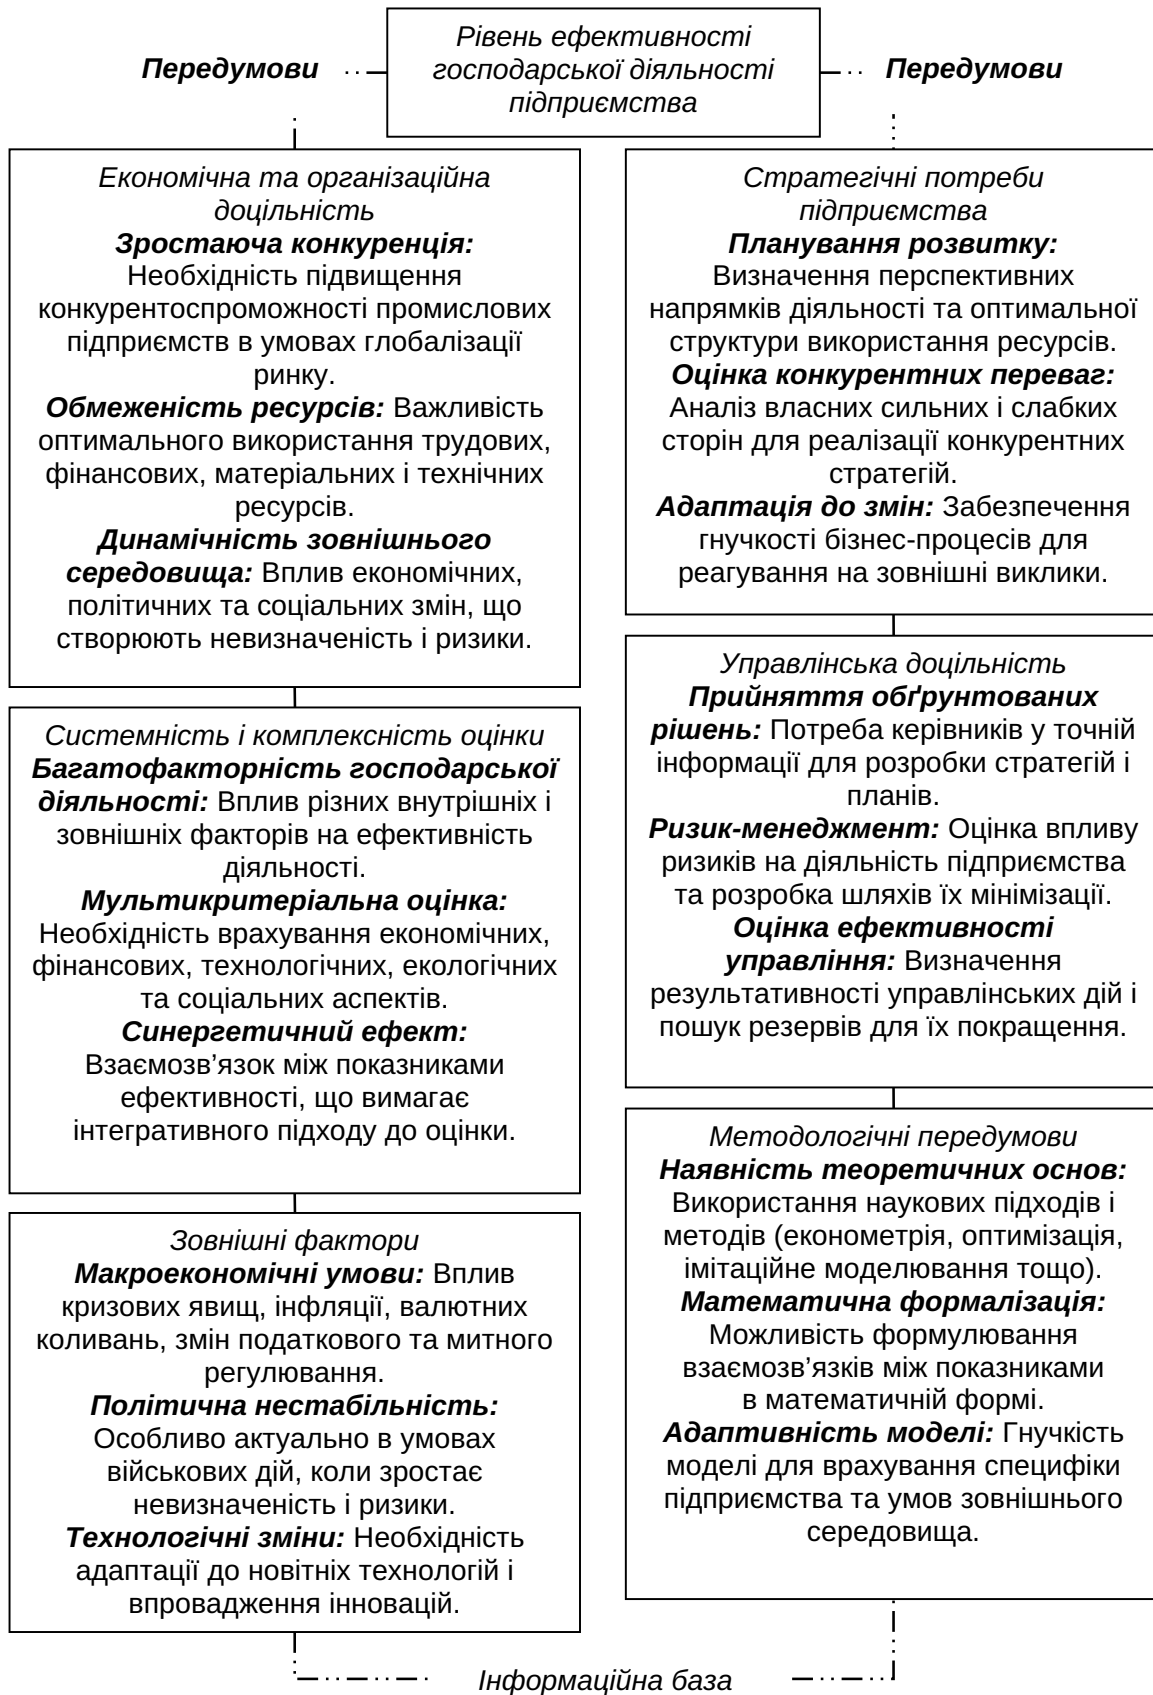 Рівень ефективності
господарської діяльності
підприємства
Передумови
Передумови
Економічна та організаційна
доцільність
Зростаюча конкуренція:
Необхідність підвищення
конкурентоспроможності промислових
підприємств в умовах глобалізації
ринку.
Обмеженість ресурсів: Важливість
оптимального використання трудових,
фінансових, матеріальних і технічних
ресурсів.
Динамічність зовнішнього
середовища: Вплив економічних,
політичних та соціальних змін, що
створюють невизначеність і ризики.
Системність і комплексність оцінки
Багатофакторність господарської
діяльності: Вплив різних внутрішніх і
зовнішніх факторів на ефективність
діяльності.
Мультикритеріальна оцінка:
Необхідність врахування економічних,
фінансових, технологічних, екологічних
та соціальних аспектів.
Синергетичний ефект:
Взаємозв’язок між показниками
ефективності, що вимагає
інтегративного підходу до оцінки.
Зовнішні фактори
Макроекономічні умови: Вплив
кризових явищ, інфляції, валютних
коливань, змін податкового та митного
регулювання.
Політична нестабільність:
Особливо актуально в умовах
військових дій, коли зростає
невизначеність і ризики.
Технологічні зміни: Необхідність
адаптації до новітніх технологій і
впровадження інновацій.
Стратегічні потреби
підприємства
Планування розвитку:
Визначення перспективних
напрямків діяльності та оптимальної
структури використання ресурсів.
Оцінка конкурентних переваг:
Аналіз власних сильних і слабких
сторін для реалізації конкурентних
стратегій.
Адаптація до змін: Забезпечення
гнучкості бізнес-процесів для
реагування на зовнішні виклики.
Управлінська доцільність
Прийняття обґрунтованих
рішень: Потреба керівників у точній
інформації для розробки стратегій і
планів.
Ризик-менеджмент: Оцінка впливу
ризиків на діяльність підприємства
та розробка шляхів їх мінімізації.
Оцінка ефективності
управління: Визначення
результативності управлінських дій і
пошук резервів для їх покращення.
Методологічні передумови
Наявність теоретичних основ:
Використання наукових підходів і
методів (економетрія, оптимізація,
імітаційне моделювання тощо).
Математична формалізація:
Можливість формулювання
взаємозв’язків між показниками
в математичній формі.
Адаптивність моделі: Гнучкість
моделі для врахування специфіки
підприємства та умов зовнішнього
середовища.
Інформаційна база